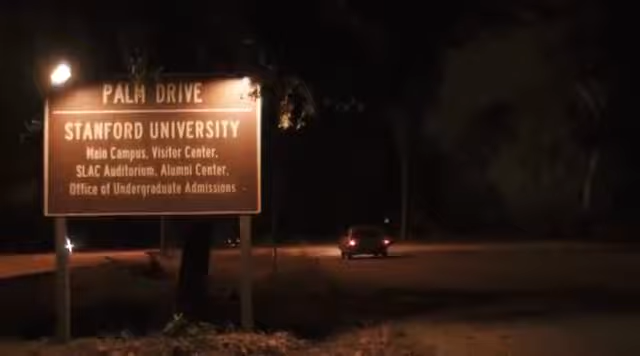 PALM DRIVE
STANFORD UNIVERSITY
Main Campus, Visitor Center,
SLAC Auditorium, Alumni Center,
Office of Undergraduate Admissions